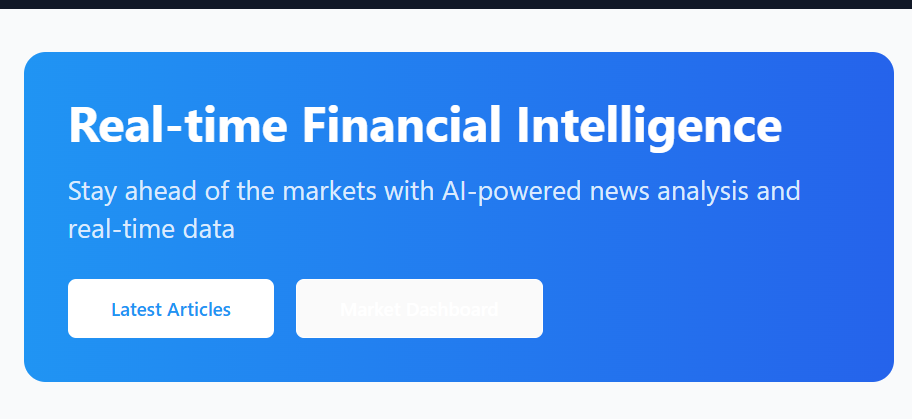 Real-time Financial Intelligence
Stay ahead of the markets with AI-powered news analysis and
real-time data
Latest Articles
Market Dashboard